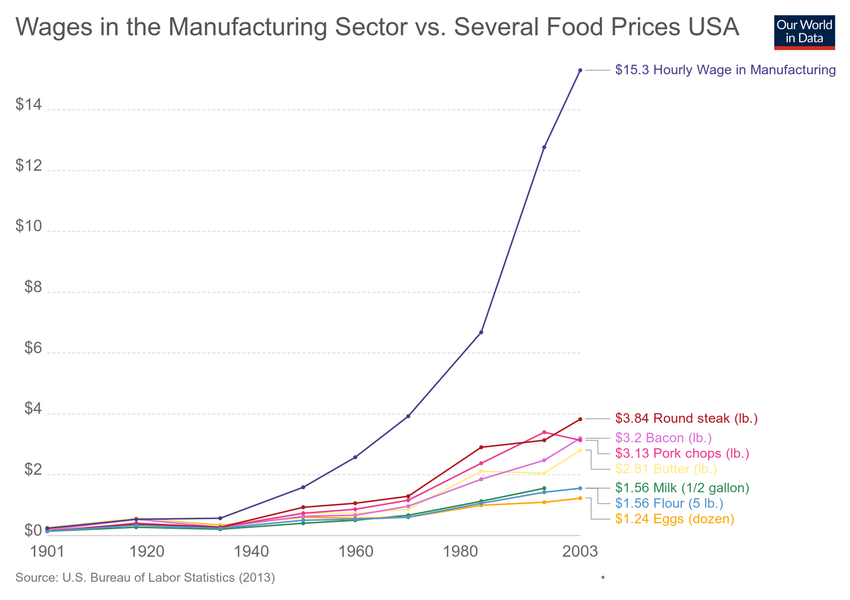 Wages in the Manufacturing Sector vs. Several Food Prices USA
Our World
in Data
$15.3 Hourly Wage in Manufacturing
$14
$12
$10
$8
$6
$4
$3.84 Round steak (lb.)
$3.2 Bacon (lb.)
$3.13 Pork chops (lb.)
$2.81 Butter (lb.)
$2
$1.56 Milk (1/2 gallon)
$1.56 Flour (5 lb.)
$1.24 Eggs (dozen)
$0
1901 1920 1940 1960 1980 2003
Source: U.S. Bureau of Labor Statistics (2013)